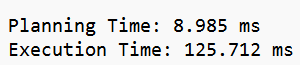 Planning Time: 8.985 ms
Execution Time: 125.712 ms